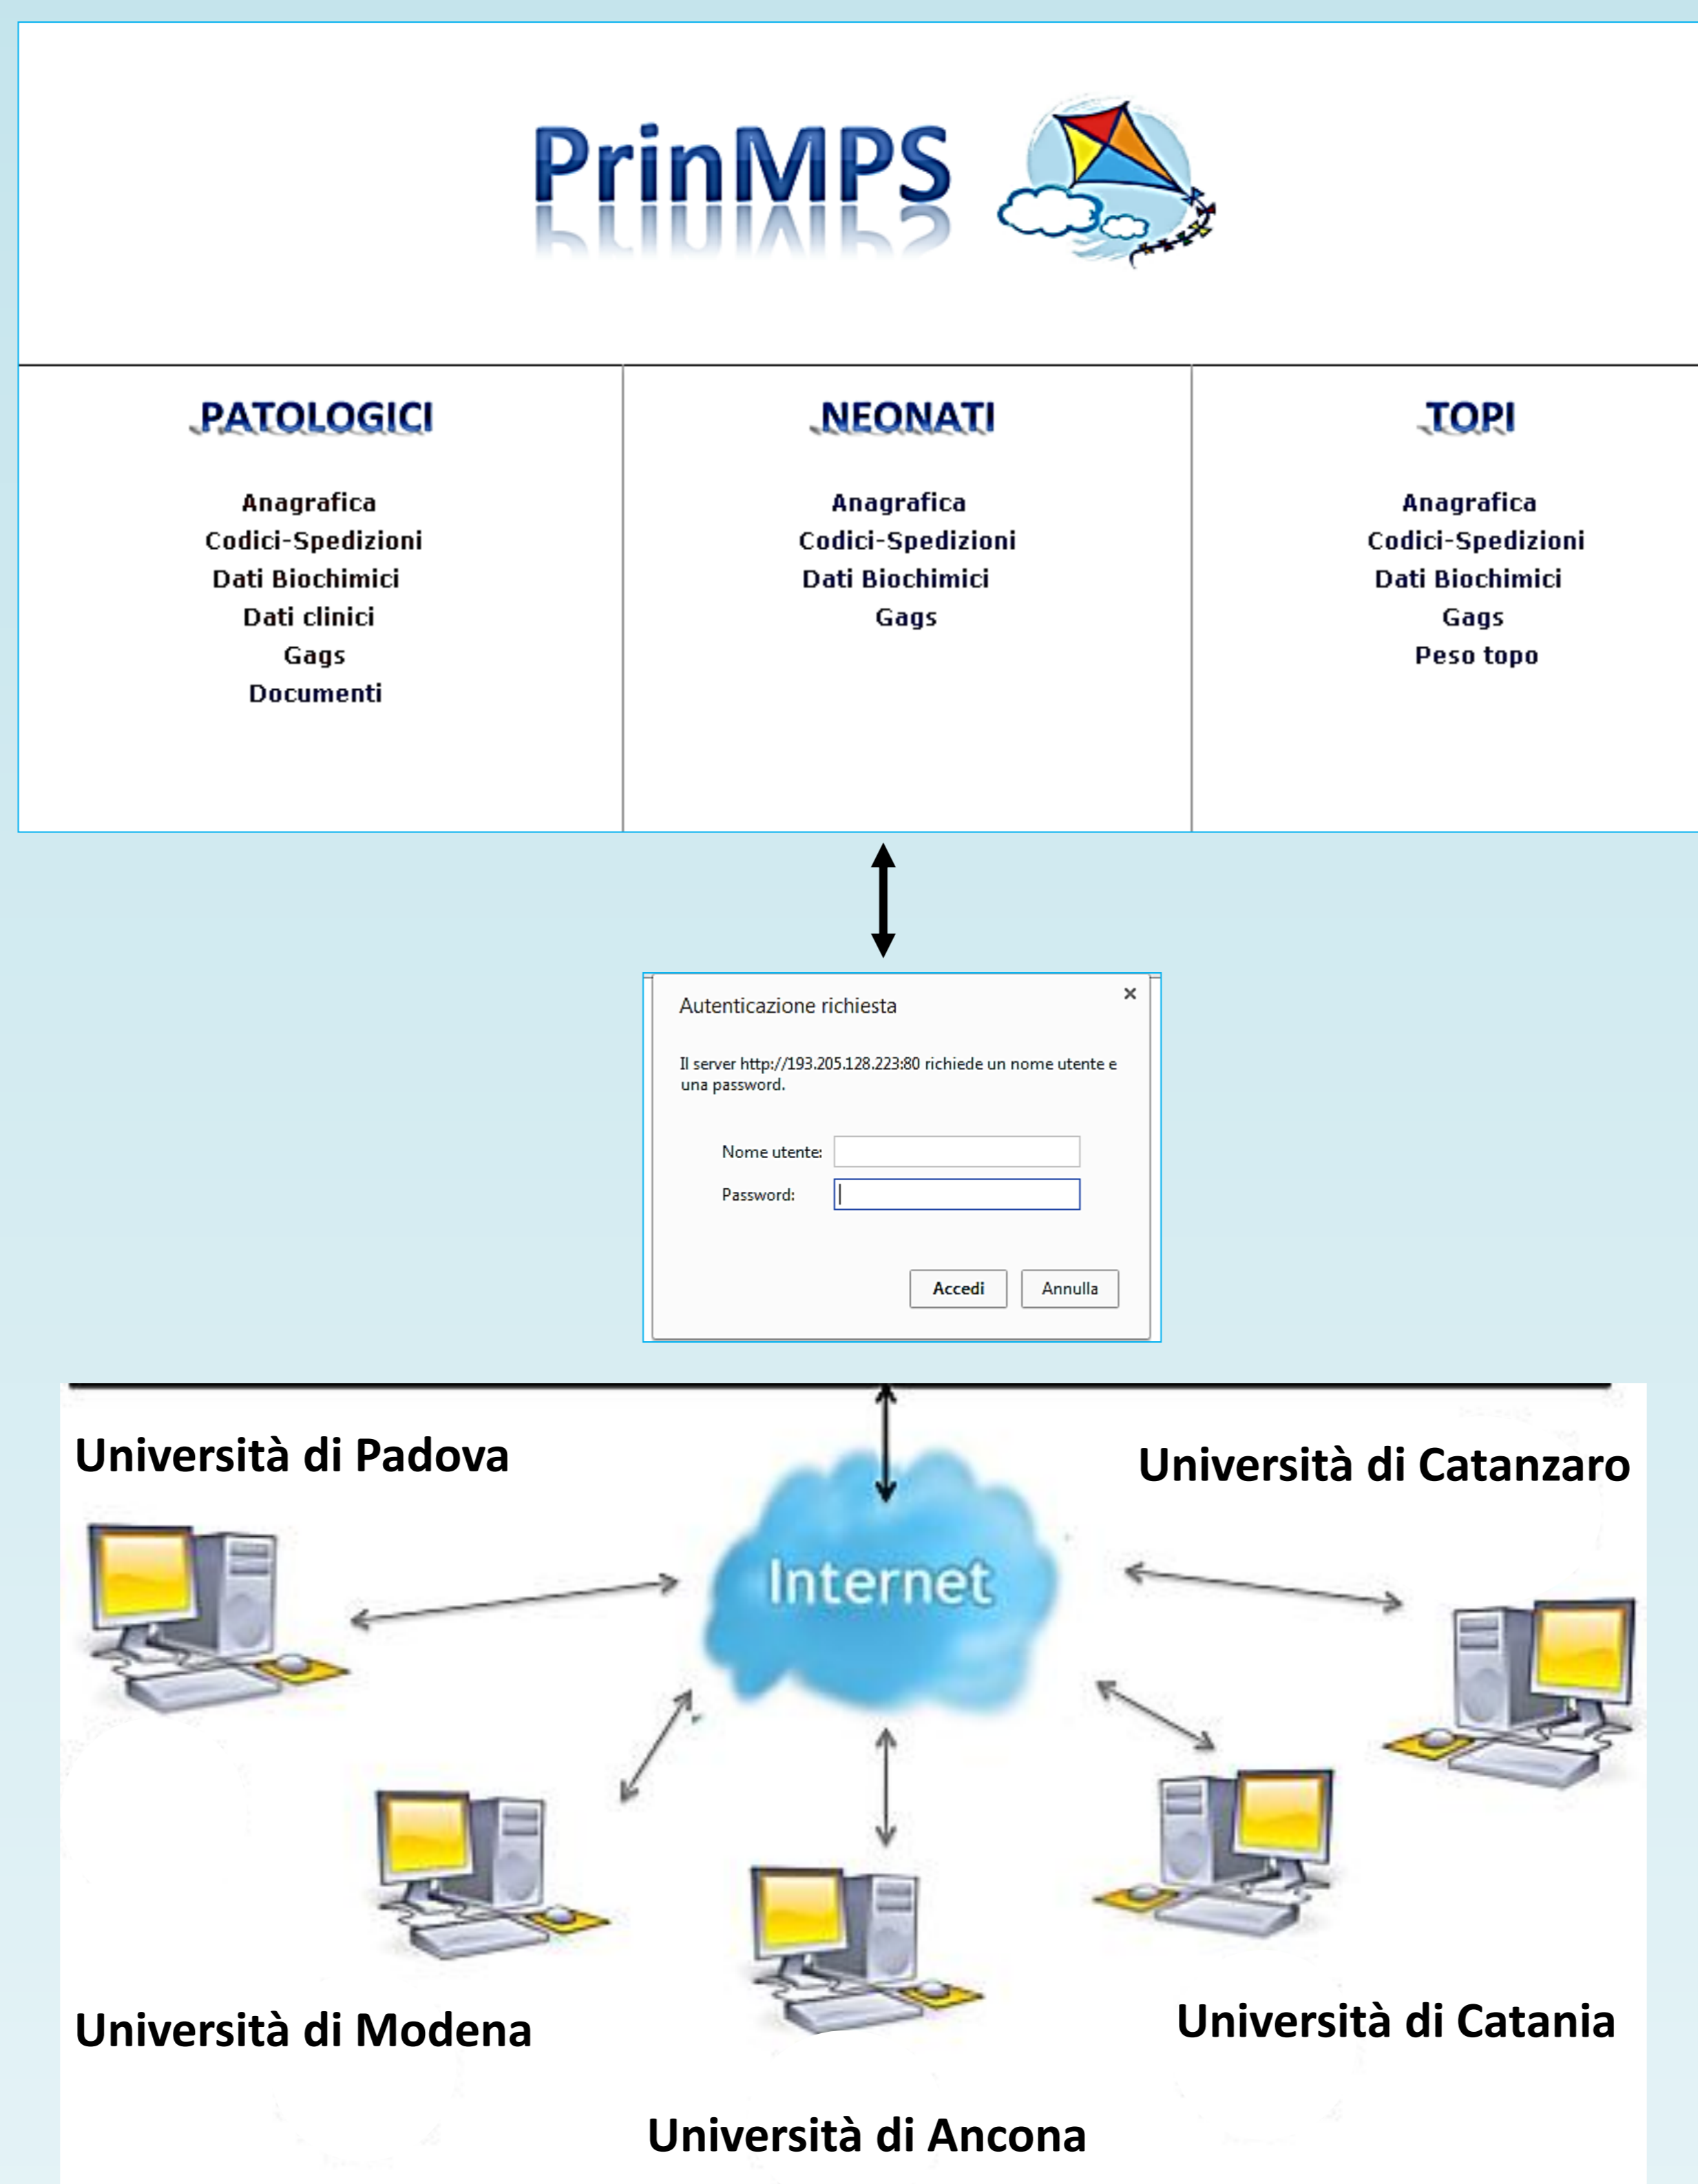 PrinMPS
PATOLOGICI
Anagrafica
Codici-Spedizioni
Dati Biochimici
Dati clinici
Gags
Documenti
NEONATI
Anagrafica
Codici-Spedizioni
Dati Biochimici
Gags
TOPI
Anagrafica
Codici-Spedizioni
Dati Biochimici
Gags
Peso topo
Autenticazione richiesta
Il server http://193.205.128.223:80 richiede un nome utente e
una password.
Nome utente:
Password:
Accedi
Annulla
Università di Padova
Università di Catanzaro
Internet
Università di Modena
Università di Catania
Università di Ancona